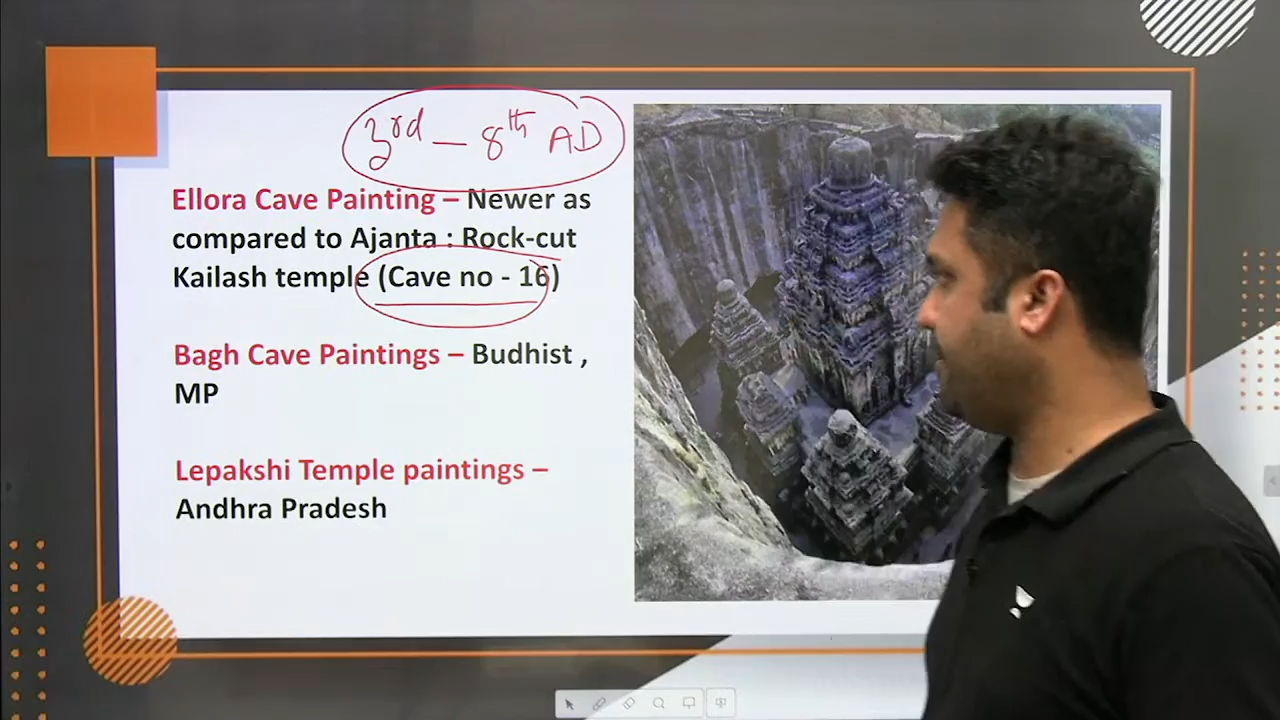 3rd – 8th AD
Ellora Cave Painting – Newer as
compared to Ajanta : Rock-cut
Kailash temple (Cave no - 16)
Bagh Cave Paintings – Budhist ,
MP
Lepakshi Temple paintings –
Andhra Pradesh